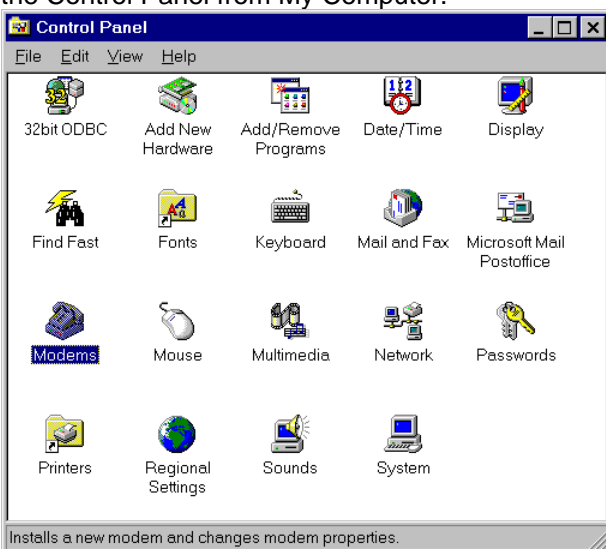 the Control Panel from My Computer.
Control Panel
File Edit View Help
32bit ODBC
Add New
Hardware
Add/Remove
Programs
Date/Time
Display
Find Fast
Fonts
Keyboard
Mail and Fax
Microsoft Mail
Postoffice
Modems
Mouse
Multimedia
Network
Passwords
Printers
Regional
Settings
Sounds
System
Installs a new modem and changes modem properties.